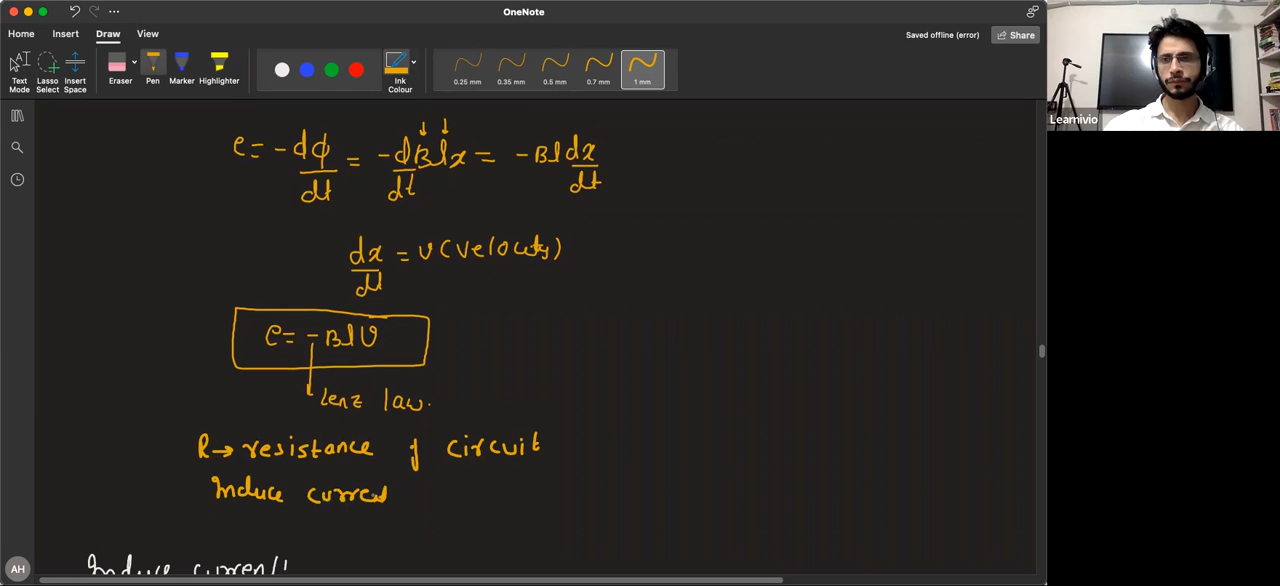 OneNote
Home Insert Draw View
Saved offline (error) Share
Text Mode
Lasso Select
Insert Space
Eraser
Pen
Marker
Highlighter
Ink Colour
0.25 mm 0.35 mm 0.5 mm 0.7 mm 1 mm
Learnivio
e = -dϕ/dt = -d/dt Blx = -Bl dx/dt
dx/dt = v (velocity)
e = -Blv
lenz law.
R → resistance of circuit
Induce current
Induce current
AH